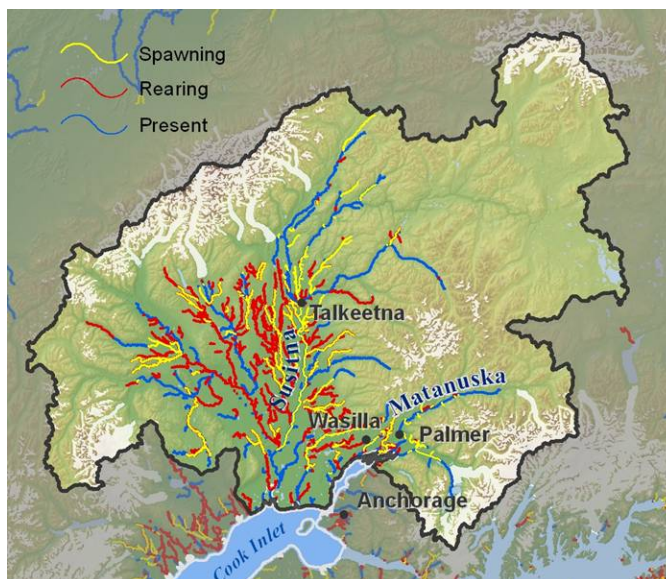 Spawning
Rearing
Present
Talkeetna
Susitna
Matanuska
Wasilla
Palmer
Anchorage
Cook Inlet